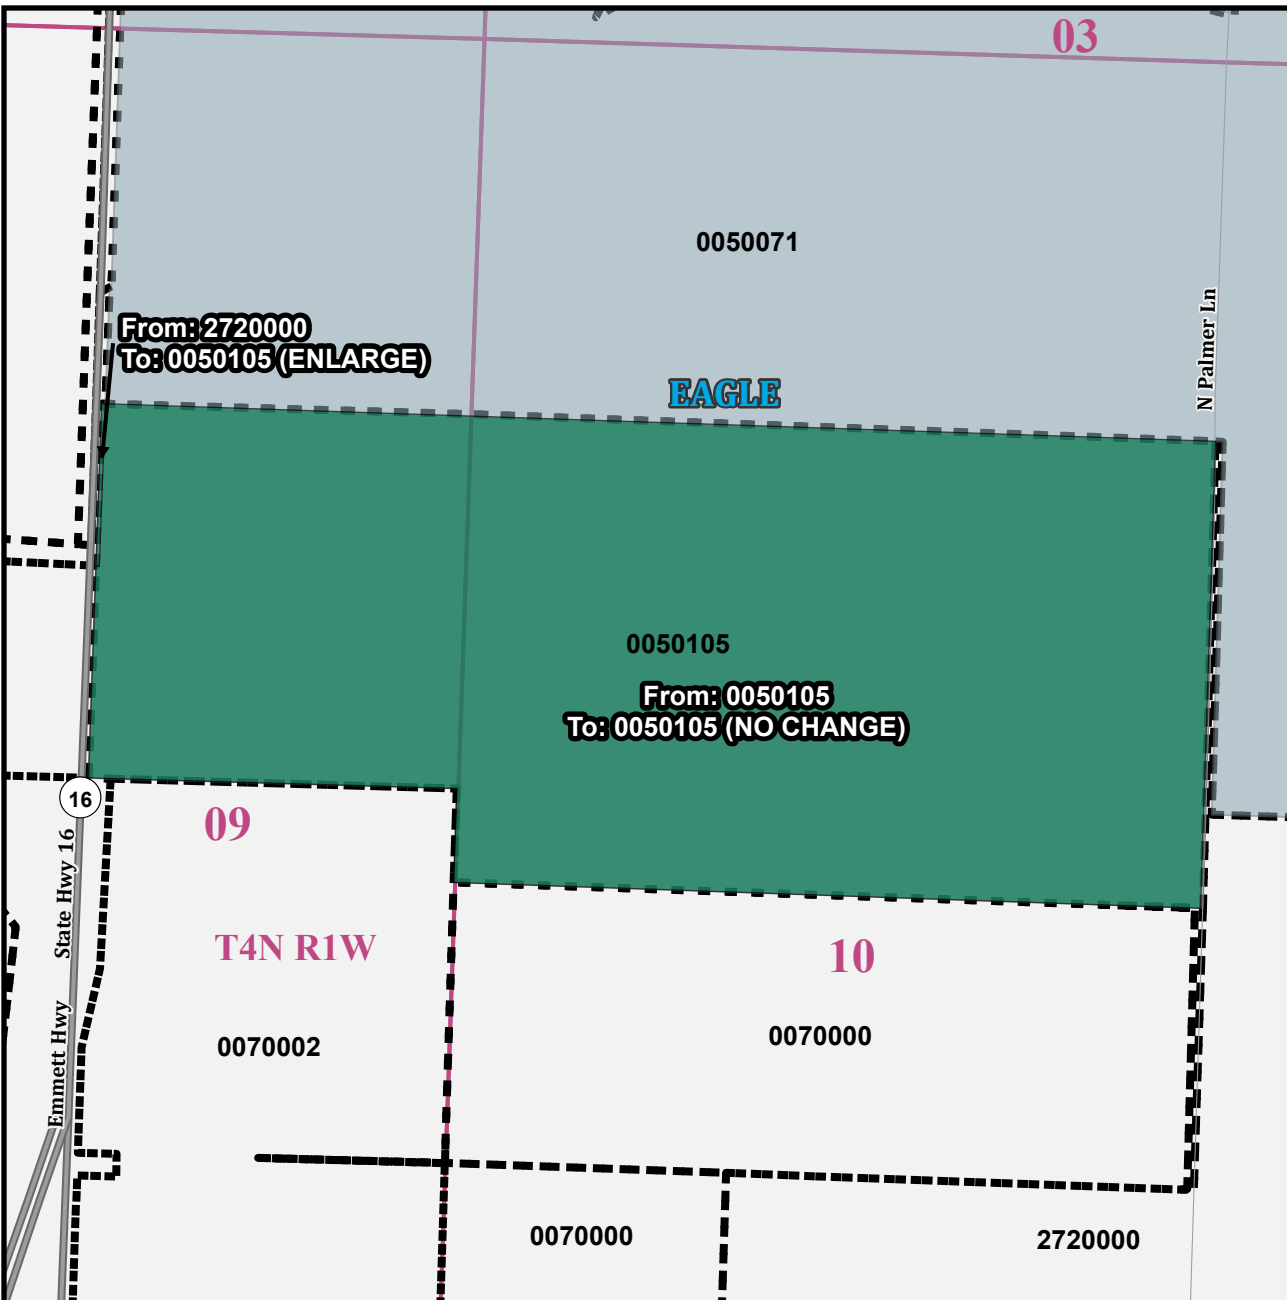 03
0050071
N Palmer Ln
From: 2720000
To: 0050105 (ENLARGE)
EAGLE
0050105
From: 0050105
To: 0050105 (NO CHANGE)
16
09
State Hwy 16
T4N R1W
10
Emmett Hwy
0070002
0070000
0070000
2720000